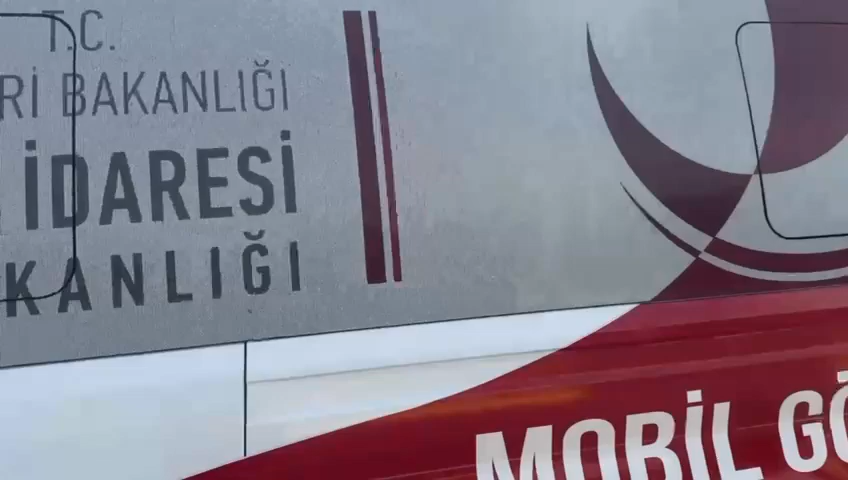 T.C.
Rİ BAKANLIĞI
İDARESİ
KANLIĞI
MOBİL GÖ